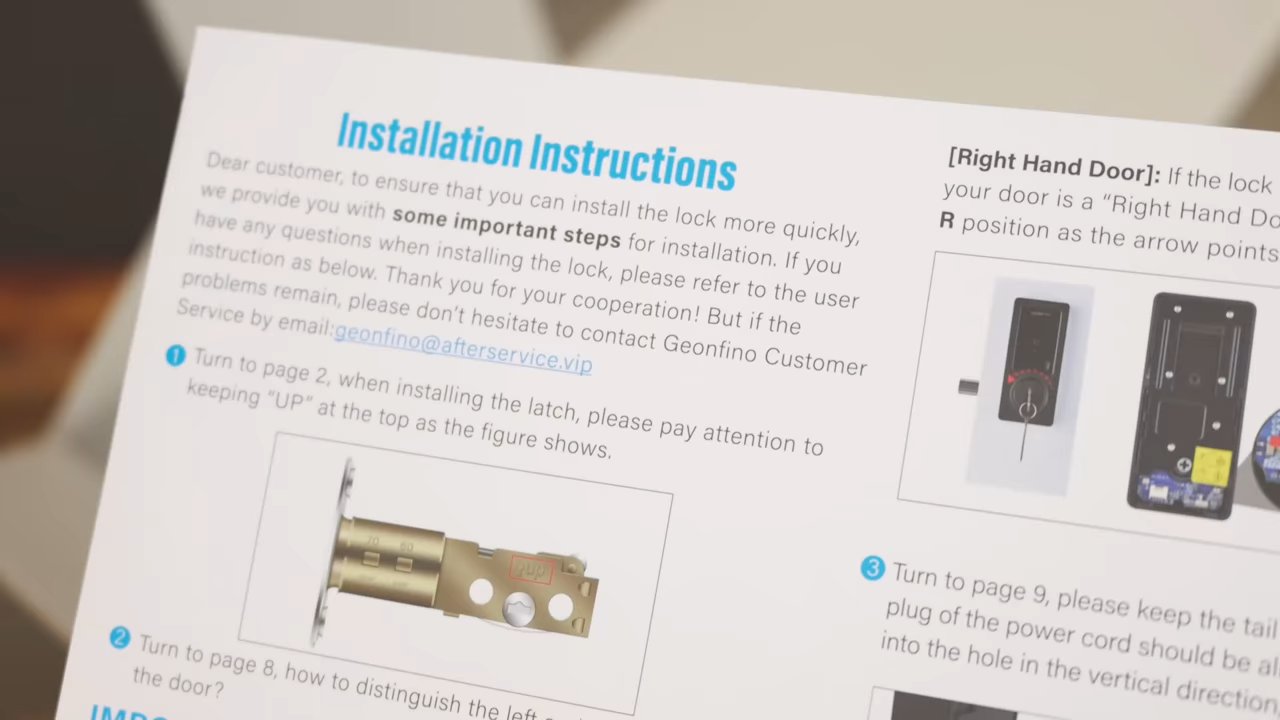 Installation Instructions
Dear customer, to ensure that you can install the lock more quickly,
we provide you with some important steps for installation. If you
have any questions when installing the lock, please refer to the user
instruction as below. Thank you for your cooperation! But if the
problems remain, please don't hesitate to contact Geonfino Customer
Service by email:geonfino@afterservice.vip
1 Turn to page 2, when installing the latch, please pay attention to
keeping "UP" at the top as the figure shows.
70 60
UP
2 Turn to page 8, how to distinguish the left
the door?
[Right Hand Door]: If the lock
your door is a "Right Hand
R position as the arrow points
3 Turn to page 9, please keep the tail
plug of the power cord should be
into the hole in the vertical direction